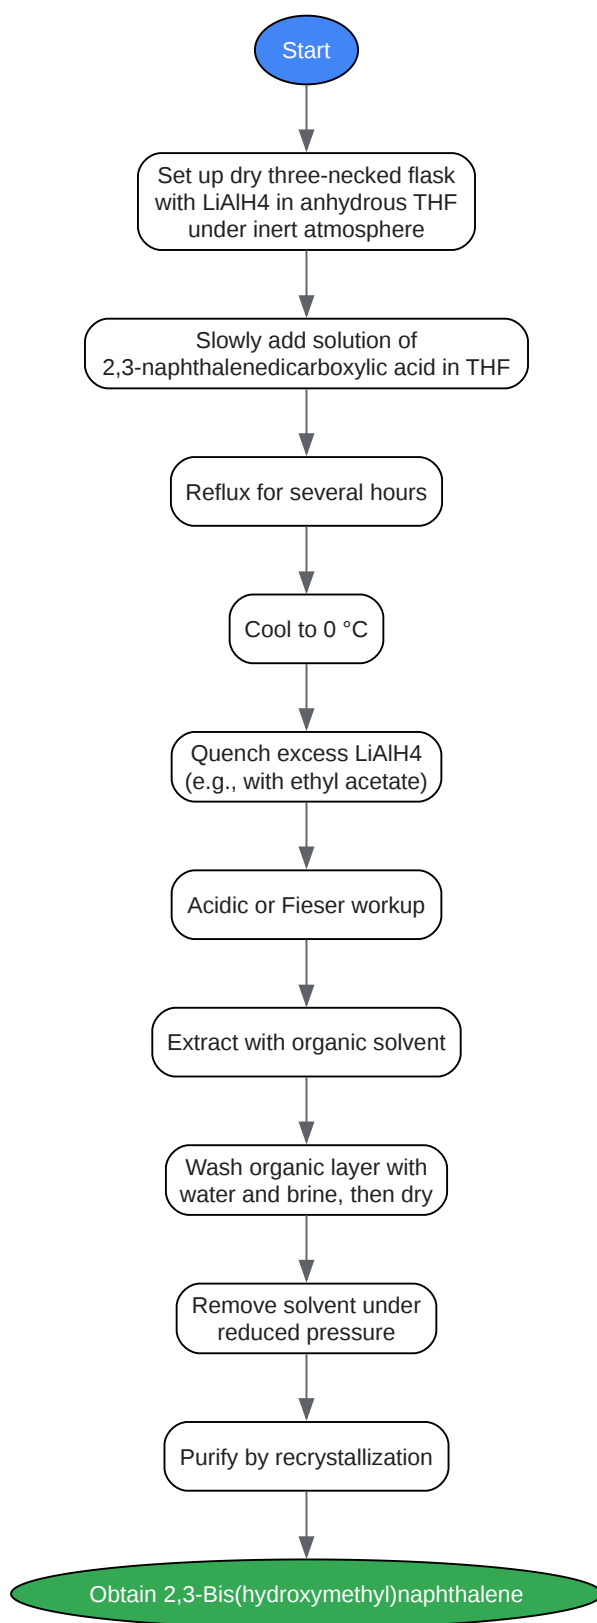 Start
Set up dry three-necked flask
with LiAlH4 in anhydrous THF
under inert atmosphere
Slowly add solution of
2,3-naphthalenedicarboxylic acid in THF
Reflux for several hours
Cool to 0 °C
Quench excess LiAlH4
(e.g., with ethyl acetate)
Acidic or Fieser workup
Extract with organic solvent
Wash organic layer with
water and brine, then dry
Remove solvent under
reduced pressure
Purify by recrystallization
Obtain 2,3-Bis(hydroxymethyl)naphthalene